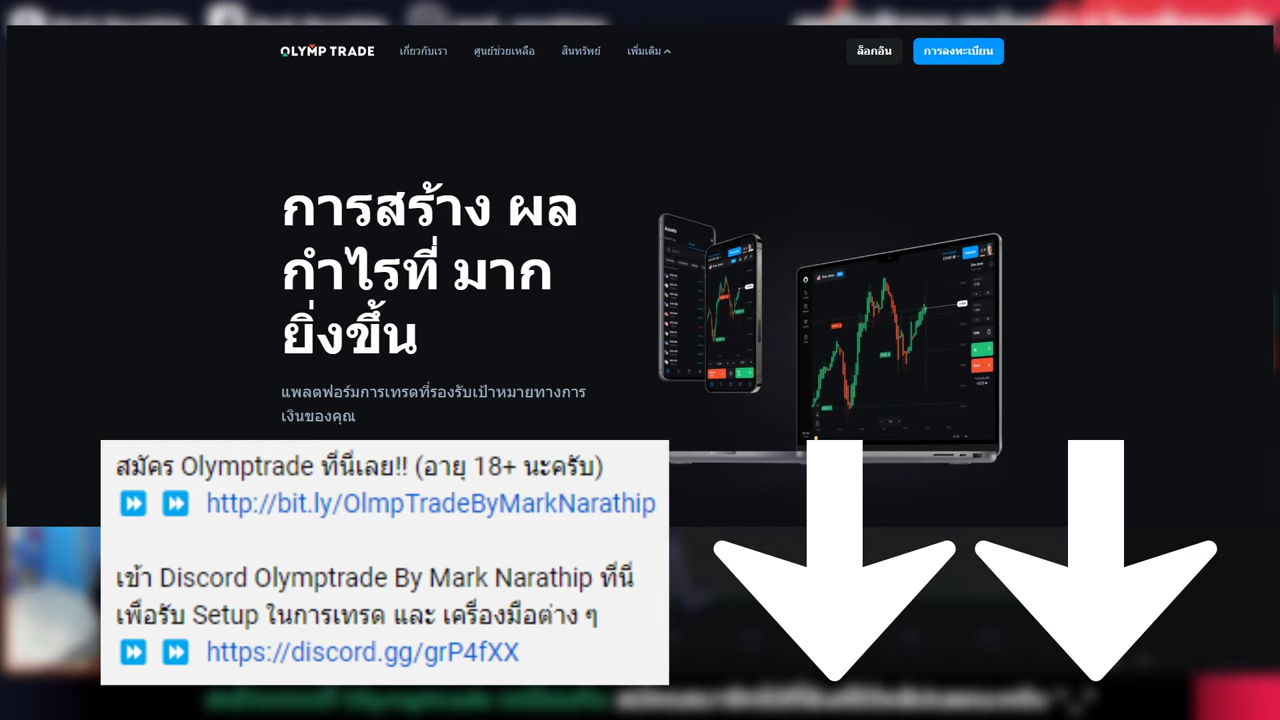 OLYMP TRADE เกี่ยวกับเรา ศูนย์ช่วยเหลือ สินทรัพย์ เพิ่มเติม ล็อกอิน การลงทะเบียน
การสร้าง ผล
กำไรที่ มาก
ยิ่งขึ้น
แพลตฟอร์มการเทรดที่รองรับเป้าหมายทางการ
เงินของคุณ
สมัคร Olymptrade ที่นี่เลย!! (อายุ 18+ นะครับ)
http://bit.ly/OlmpTradeByMarkNarathip
เข้า Discord Olymptrade By Mark Narathip ที่นี่
เพื่อรับ Setup ในการเทรด และ เครื่องมือต่าง ๆ
https://discord.gg/grP4fXX